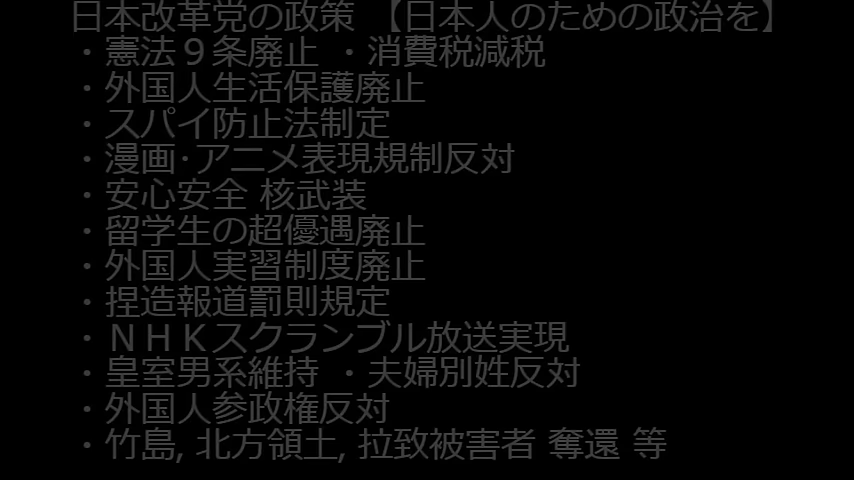 日本改革党の政策 【日本人のための政治を】
・憲法９条廃止 ・消費税減税
・外国人生活保護廃止
・スパイ防止法制定
・漫画･アニメ表現規制反対
・安心安全 核武装
・留学生の超優遇廃止
・外国人実習制度廃止
・捏造報道罰則規定
・ＮＨＫスクランブル放送実現
・皇室男系維持 ・夫婦別姓反対
・外国人参政権反対
・竹島, 北方領土, 拉致被害者 奪還 等